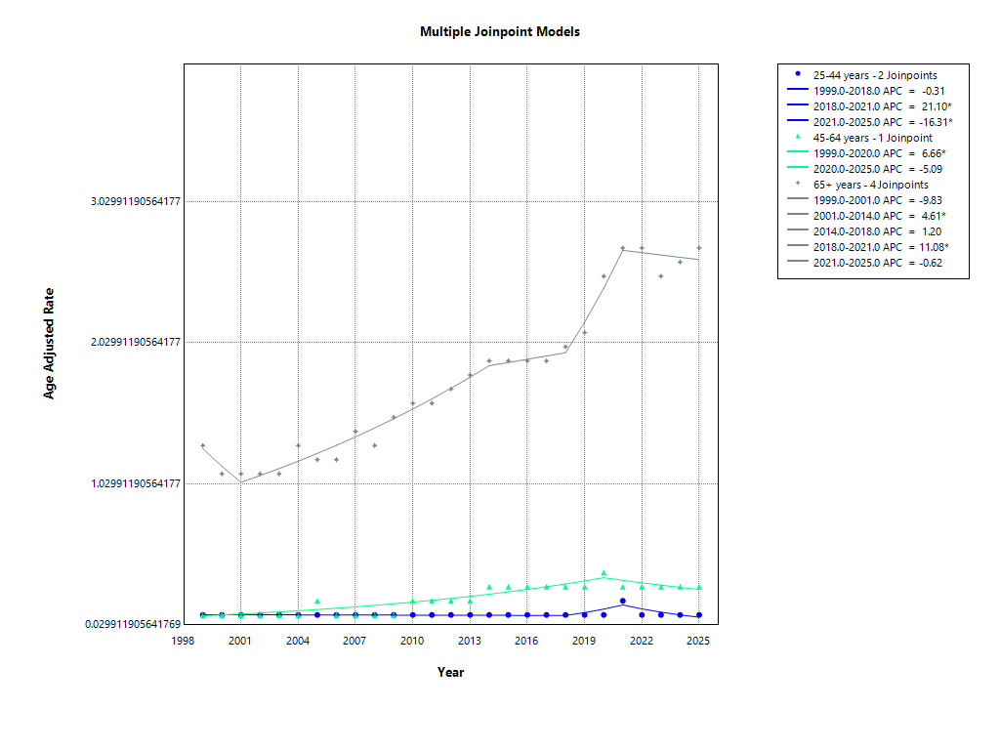 Multiple Joinpoint Models
25-44 years - 2 Joinpoints
1999.0-2018.0 APC = -0.31
2018.0-2021.0 APC = 21.10*
2021.0-2025.0 APC = -16.31*
45-64 years - 1 Joinpoint
1999.0-2020.0 APC = 6.66*
2020.0-2025.0 APC = -5.09
65+ years - 4 Joinpoints
1999.0-2001.0 APC = -9.83
2001.0-2014.0 APC = 4.61*
2014.0-2018.0 APC = 1.20
2018.0-2021.0 APC = 11.08*
2021.0-2025.0 APC = -0.62
Age Adjusted Rate
3.02991190564177
2.02991190564177
1.02991190564177
0.029911905641769
1998 2001 2004 2007 2010 2013 2016 2019 2022 2025
Year